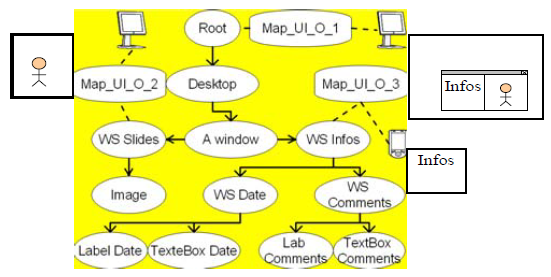 Root
Map_UI_O_1
Map_UI_O_2
Desktop
Map_UI_O_3
Infos
WS Slides
A window
WS Infos
Infos
Image
WS Date
WS
Comments
Label Date
TexteBox Date
Lab
Comments
TextBox
Comments